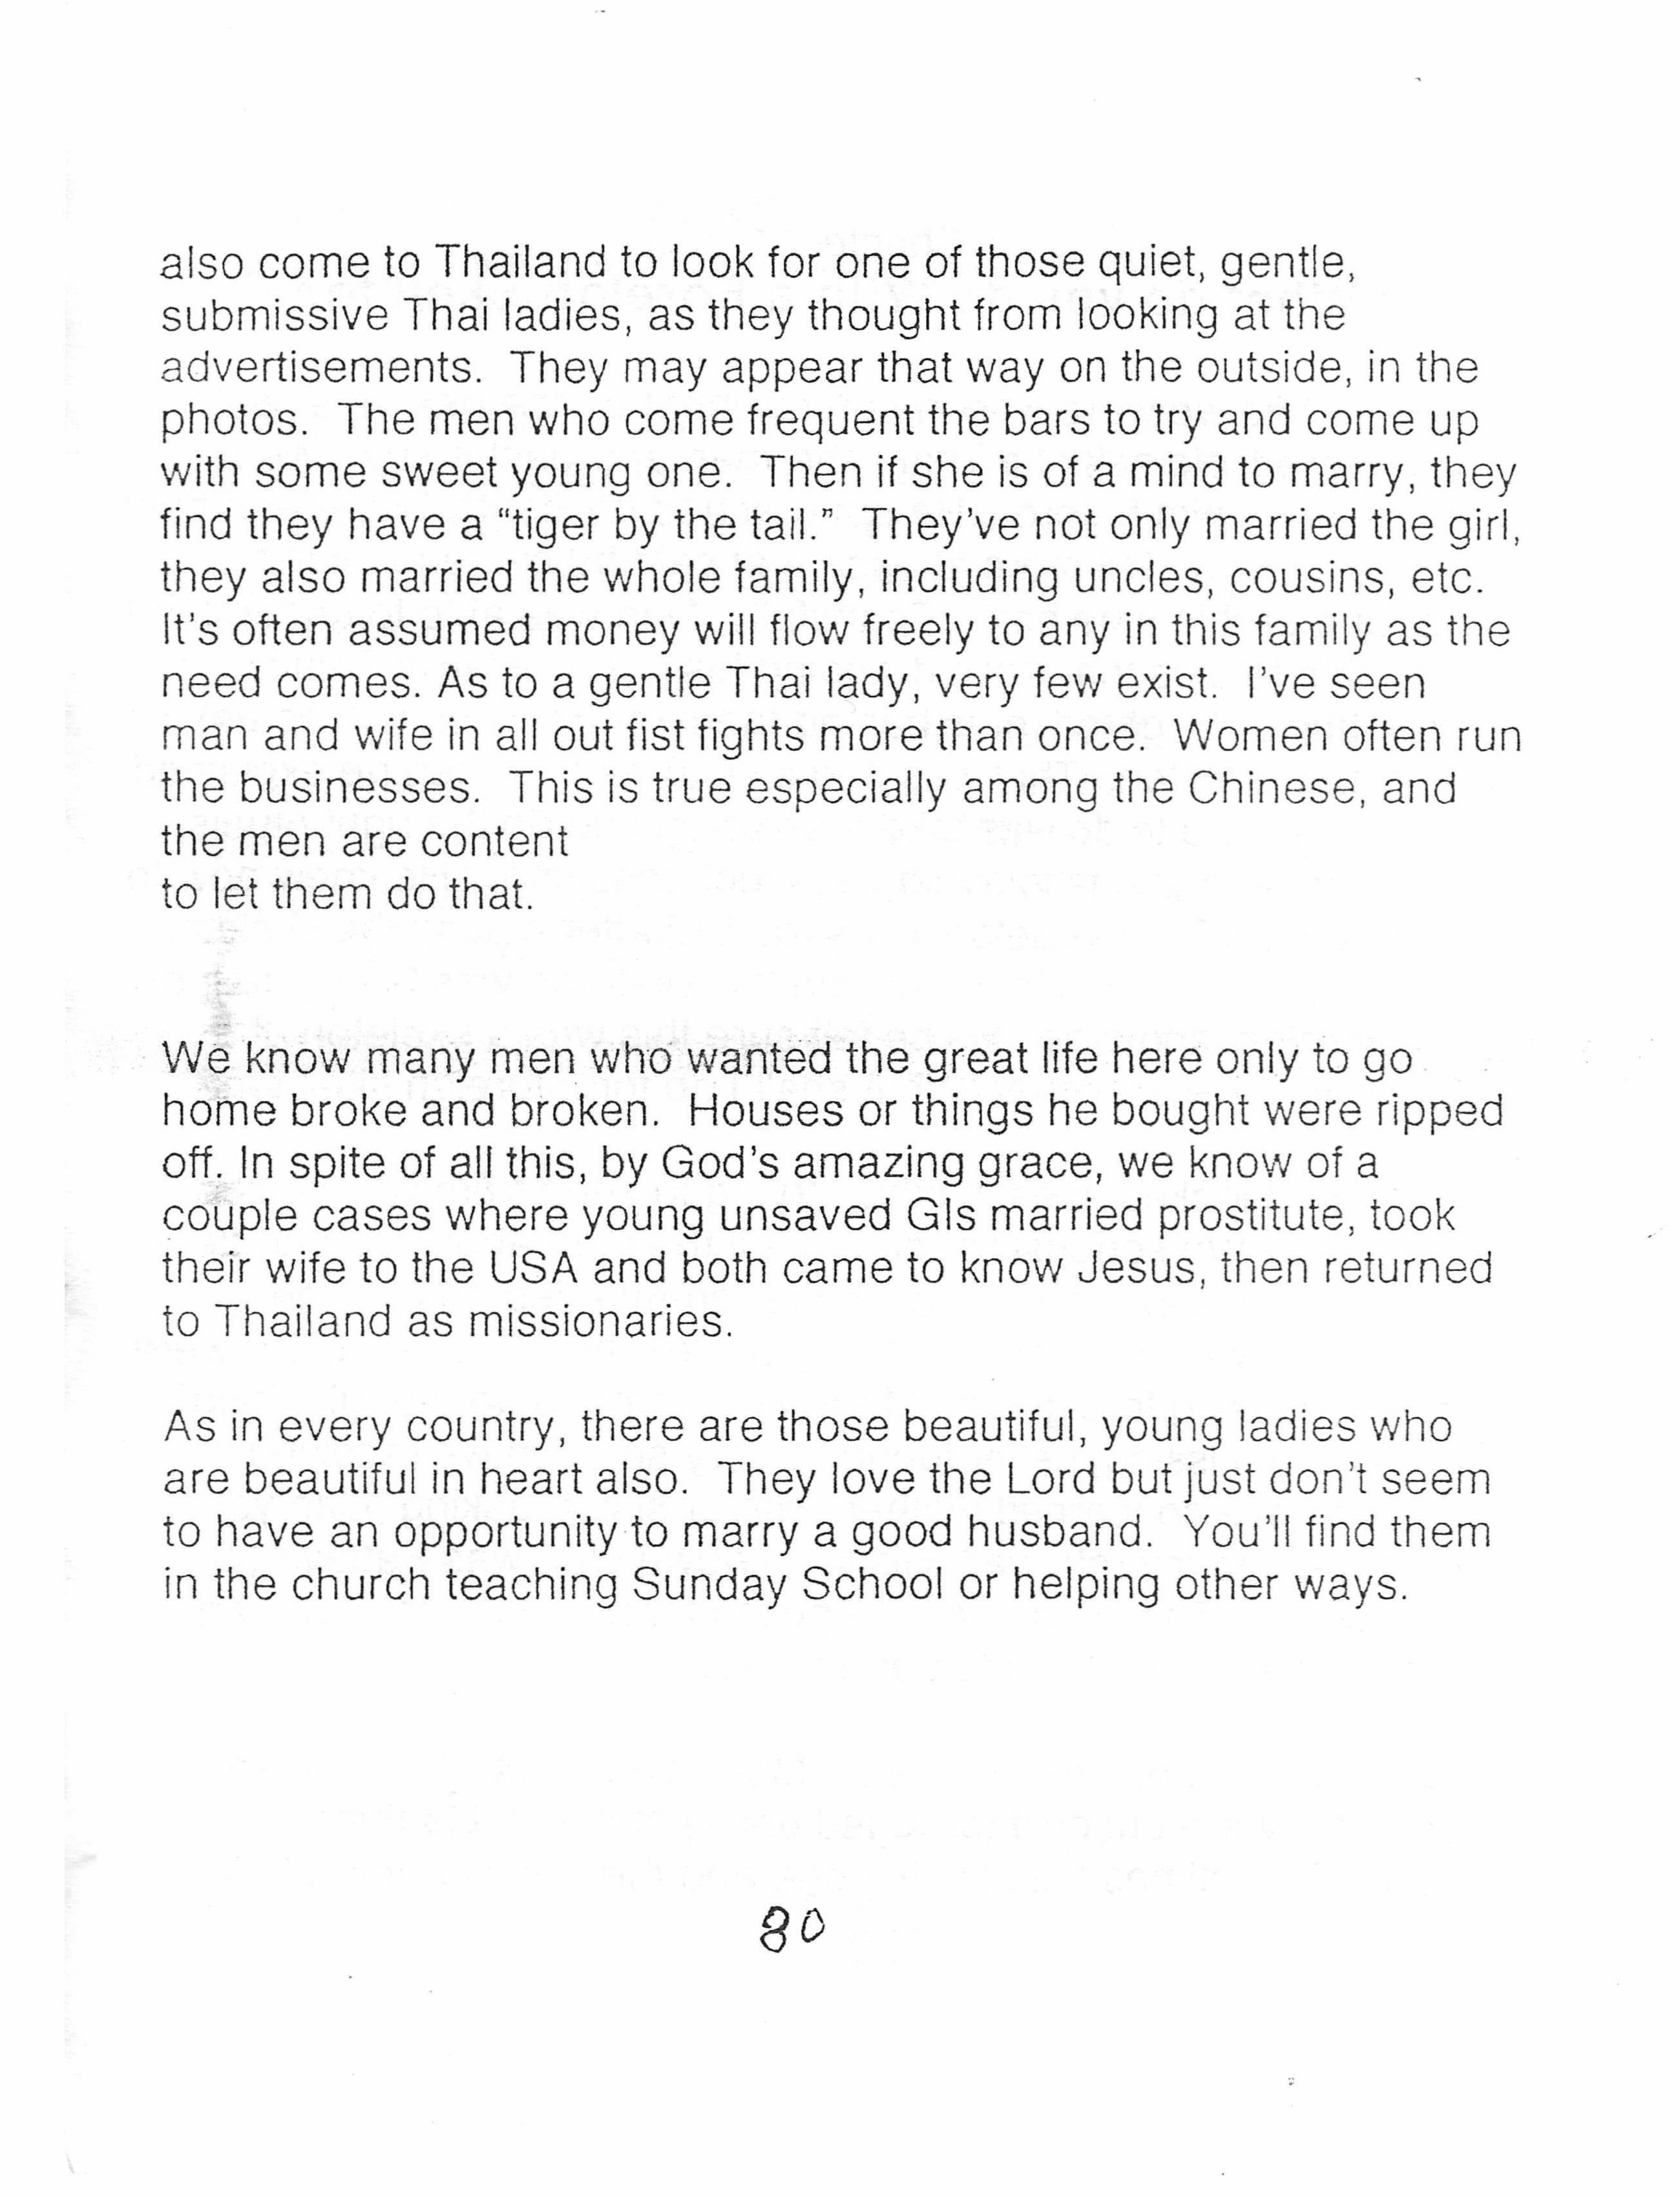 also come to Thailand to look for one of those quiet, gentle,
submissive Thai ladies, as they thought from looking at the
advertisements.  They may appear that way on the outside, in the
photos.  The men who come frequent the bars to try and come up
with some sweet young one.  Then if she is of a mind to marry, they
find they have a “tiger by the tail.”  They've not only married the girl,
they also married the whole family, including uncles, cousins, etc.
It's often assumed money will flow freely to any in this family as the
need comes. As to a gentle Thai lady, very few exist.  I've seen
man and wife in all out fist fights more than once.  Women often run
the businesses.  This is true especially among the Chinese, and
the men are content
to let them do that.
We know many men who wanted the great life here only to go
home broke and broken.  Houses or things he bought were ripped
off. In spite of all this, by God's amazing grace, we know of a
couple cases where young unsaved GIs married prostitute, took
their wife to the USA and both came to know Jesus, then returned
to Thailand as missionaries.
As in every country, there are those beautiful, young ladies who
are beautiful in heart also.  They love the Lord but just don't seem
to have an opportunity to marry a good husband.  You'll find them
in the church teaching Sunday School or helping other ways.
80